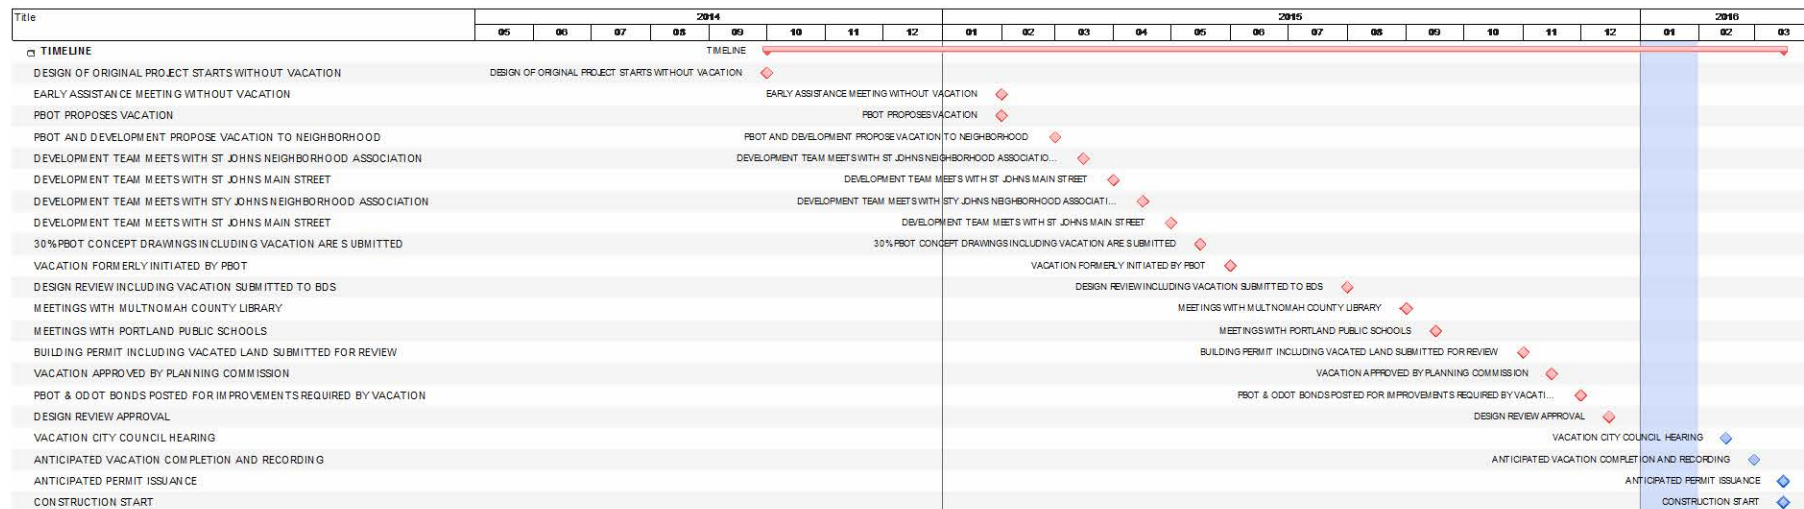 Title 2014 2015 2016
05 06 07 08 09 10 11 12 01 02 03 04 05 06 07 08 09 10 11 12 01 02 03
TIMELINE TIMELINE
DESIGN OF ORIGINAL PROJECT STARTS WITHOUT VACATION DESIGN OF ORIGINAL PROJECT STARTS WITHOUT VACATION
EARLY ASSISTANCE MEETING WITHOUT VACATION EARLY ASSISTANCE MEETING WITHOUT VACATION
PBOT PROPOSES VACATION PBOT PROPOSES VACATION
PBOT AND DEVELOPMENT PROPOSE VACATION TO NEIGHBORHOOD PBOT AND DEVELOPMENT PROPOSE VACATION TO NEIGHBORHOOD
DEVELOPMENT TEAM MEETS WITH ST JOHNS NEIGHBORHOOD ASSOCIATION DEVELOPMENT TEAM MEETS WITH ST JOHNS NEIGHBORHOOD ASSOCIATIO...
DEVELOPMENT TEAM MEETS WITH ST JOHNS MAIN STREET DEVELOPMENT TEAM MEETS WITH ST JOHNS MAIN STREET
DEVELOPMENT TEAM MEETS WITH STY JOHNS NEIGHBORHOOD ASSOCIATION DEVELOPMENT TEAM MEETS WITH STY JOHNS NEIGHBORHOOD ASSOCIATI...
DEVELOPMENT TEAM MEETS WITH ST JOHNS MAIN STREET DEVELOPMENT TEAM MEETS WITH ST JOHNS MAIN STREET
30% PBOT CONCEPT DRAWINGS INCLUDING VACATION ARE SUBMITTED 30% PBOT CONCEPT DRAWINGS INCLUDING VACATION ARE SUBMITTED
VACATION FORMERLY INITIATED BY PBOT VACATION FORMERLY INITIATED BY PBOT
DESIGN REVIEW INCLUDING VACATION SUBMITTED TO BDS DESIGN REVIEW INCLUDING VACATION SUBMITTED TO BDS
MEETINGS WITH MULTNOMAH COUNTY LIBRARY MEETINGS WITH MULTNOMAH COUNTY LIBRARY
MEETINGS WITH PORTLAND PUBLIC SCHOOLS MEETINGS WITH PORTLAND PUBLIC SCHOOLS
BUILDING PERMIT INCLUDING VACATED LAND SUBMITTED FOR REVIEW BUILDING PERMIT INCLUDING VACATED LAND SUBMITTED FOR REVIEW
VACATION APPROVED BY PLANNING COMMISSION VACATION APPROVED BY PLANNING COMMISSION
PBOT & ODOT BONDS POSTED FOR IMPROVEMENTS REQUIRED BY VACATION PBOT & ODOT BONDS POSTED FOR IMPROVEMENTS REQUIRED BY VACATI...
DESIGN REVIEW APPROVAL DESIGN REVIEW APPROVAL
VACATION CITY COUNCIL HEARING VACATION CITY COUNCIL HEARING
ANTICIPATED VACATION COMPLETION AND RECORDING ANTICIPATED VACATION COMPLETION AND RECORDING
ANTICIPATED PERMIT ISSUANCE ANTICIPATED PERMIT ISSUANCE
CONSTRUCTION START CONSTRUCTION START